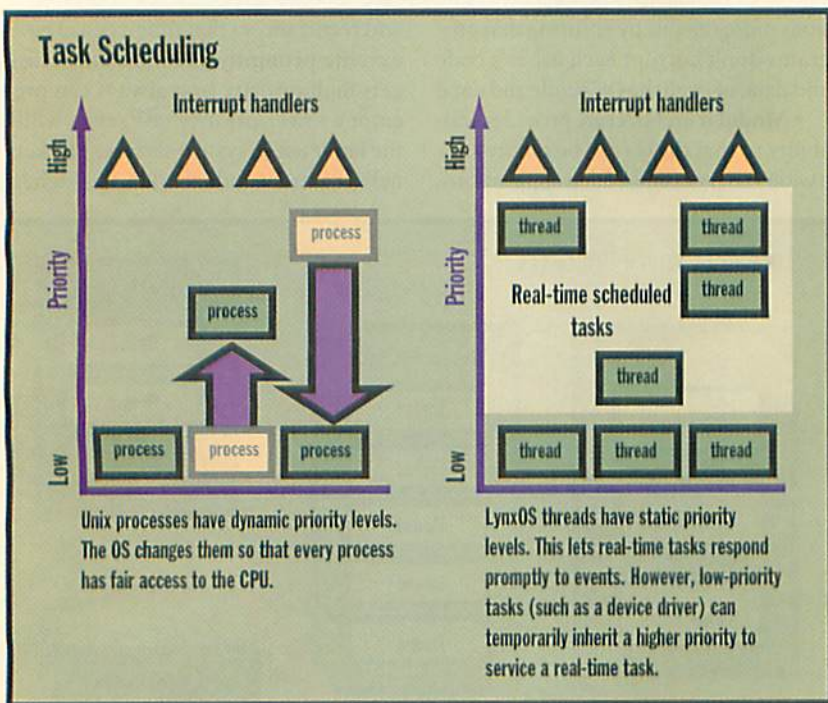 Task Scheduling
Interrupt handlers
High
Priority
Low
process
process
process
process
process
Unix processes have dynamic priority levels.
The OS changes them so that every process
has fair access to the CPU.
Interrupt handlers
High
Priority
Low
thread
thread
thread
Real-time scheduled
tasks
thread
thread
thread
thread
LynxOS threads have static priority
levels. This lets real-time tasks respond
promptly to events. However, low-priority
tasks (such as a device driver) can
temporarily inherit a higher priority to
service a real-time task.